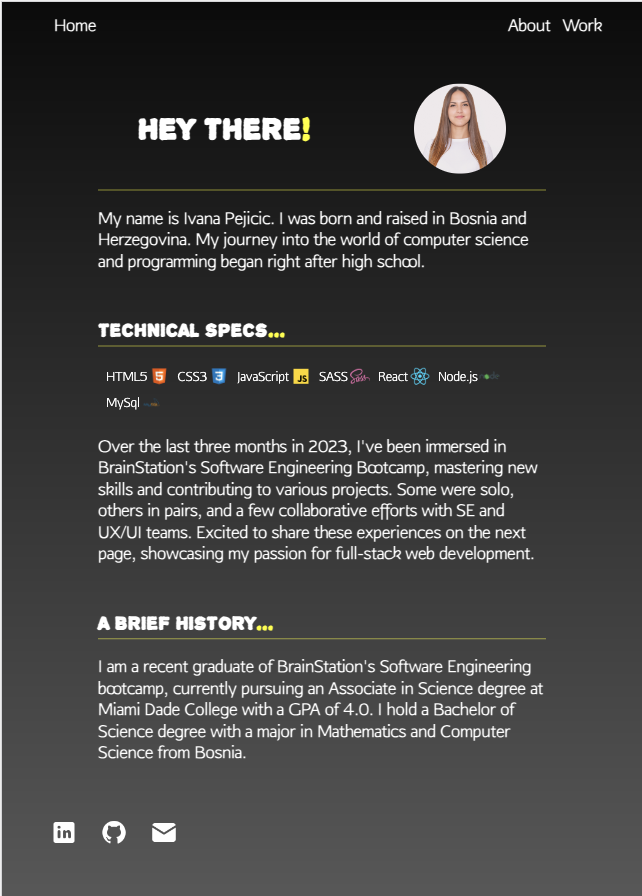 Home About Work
HEY THERE!
My name is Ivana Pejicic. I was born and raised in Bosnia and
Herzegovina. My journey into the world of computer science
and programming began right after high school.
TECHNICAL SPECS...
HTML5 5 CSS3 3 JavaScript JS SASS Sass React Node.js
MySql
Over the last three months in 2023, I've been immersed in
BrainStation's Software Engineering Bootcamp, mastering new
skills and contributing to various projects. Some were solo,
others in pairs, and a few collaborative efforts with SE and
UX/UI teams. Excited to share these experiences on the next
page, showcasing my passion for full-stack web development.
A BRIEF HISTORY...
I am a recent graduate of BrainStation's Software Engineering
bootcamp, currently pursuing an Associate in Science degree at
Miami Dade College with a GPA of 4.0. I hold a Bachelor of
Science degree with a major in Mathematics and Computer
Science from Bosnia.
in